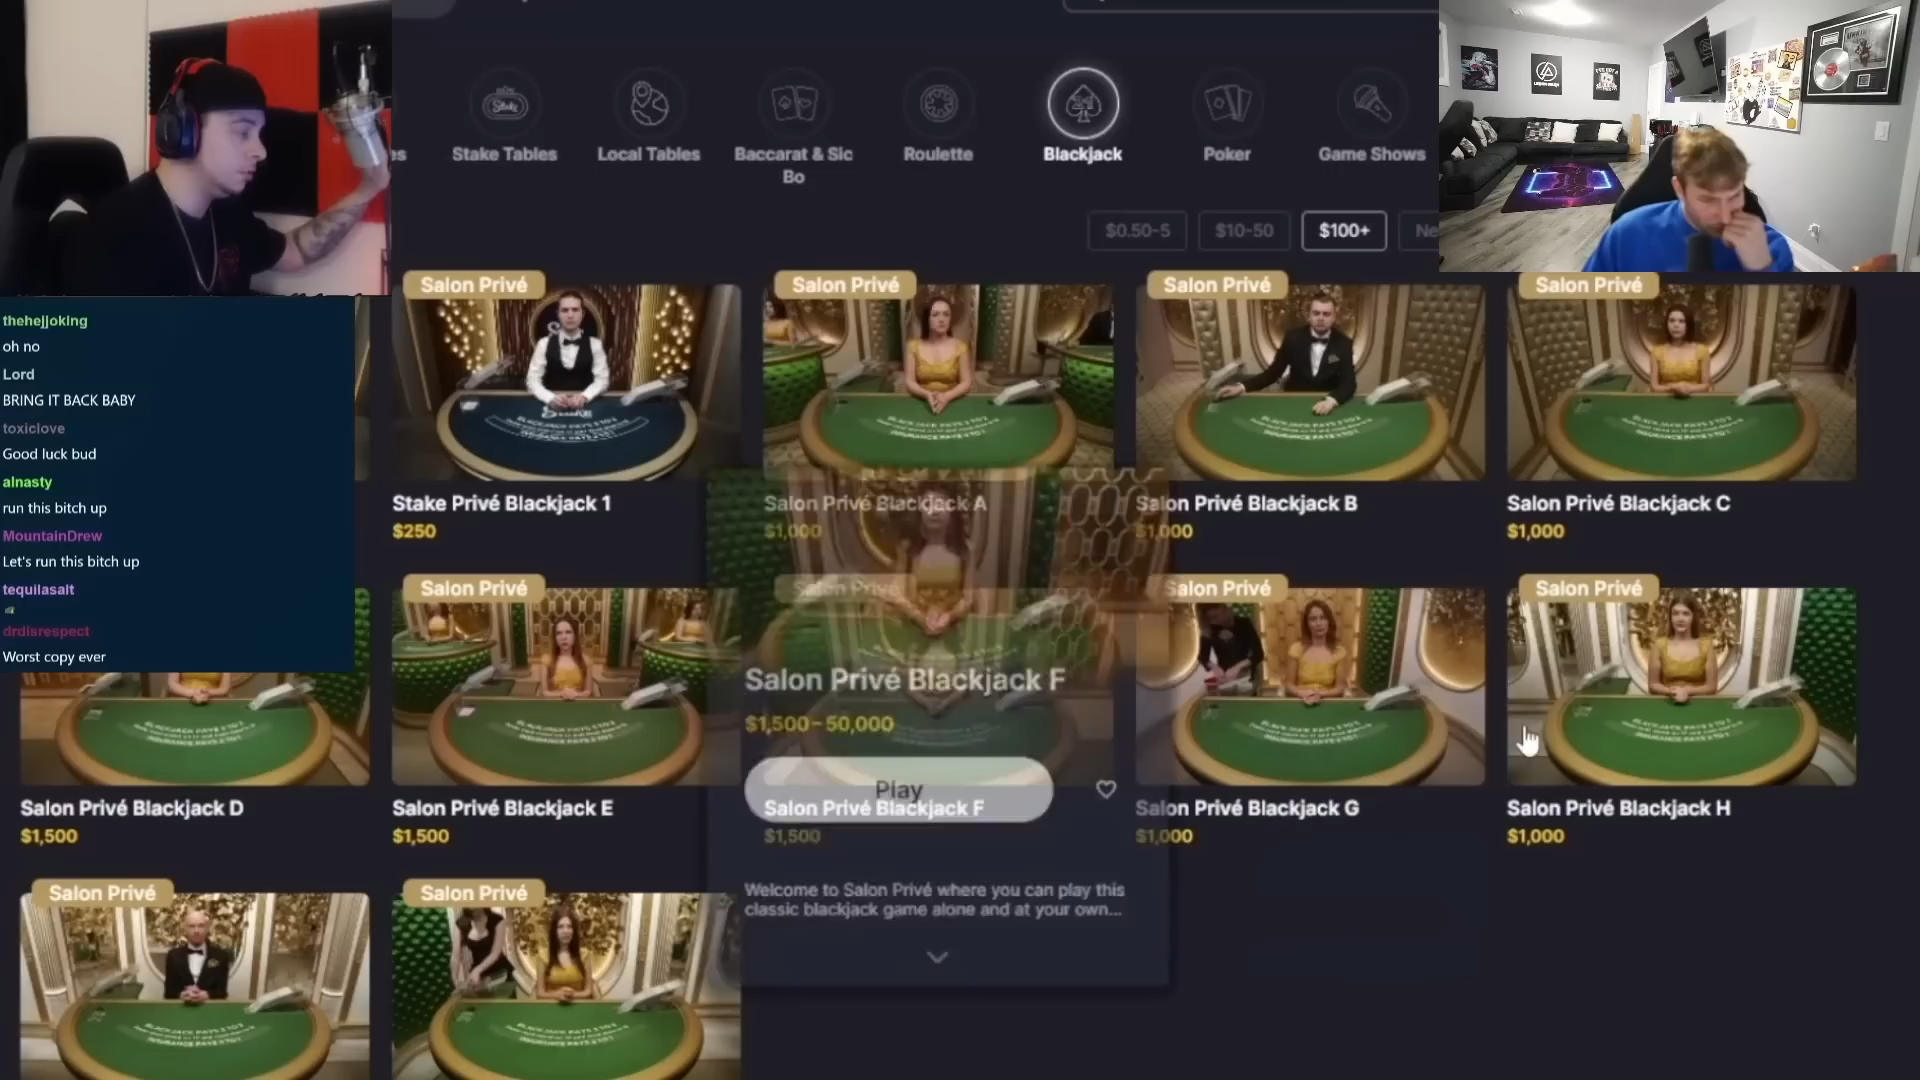 Stake Tables
Local Tables
Baccarat & Sic
Bo
Roulette
Blackjack
Poker
Game Shows
$0.50-5
$10-50
$100+
Ne
thehejjoking
oh no
Lord
BRING IT BACK BABY
toxiclove
Good luck bud
alnasty
run this bitch up
MountainDrew
Let's run this bitch up
tequilasalt
drdisrespect
Worst copy ever
Salon Privé
Salon Privé
Salon Privé
Salon Privé
Stake Privé Blackjack 1
$250
Salon Privé Blackjack A
$1,000
Salon Privé Blackjack B
$1,000
Salon Privé Blackjack C
$1,000
Salon Privé
Salon Privé
Salon Privé
Salon Privé
Salon Privé Blackjack F
$1,500-50,000
Play
Salon Privé Blackjack D
$1,500
Salon Privé Blackjack E
$1,500
Salon Privé Blackjack F
$1,500
Salon Privé Blackjack G
$1,000
Salon Privé Blackjack H
$1,000
Welcome to Salon Privé where you can play this
classic blackjack game alone and at your own...
Salon Privé
Salon Privé